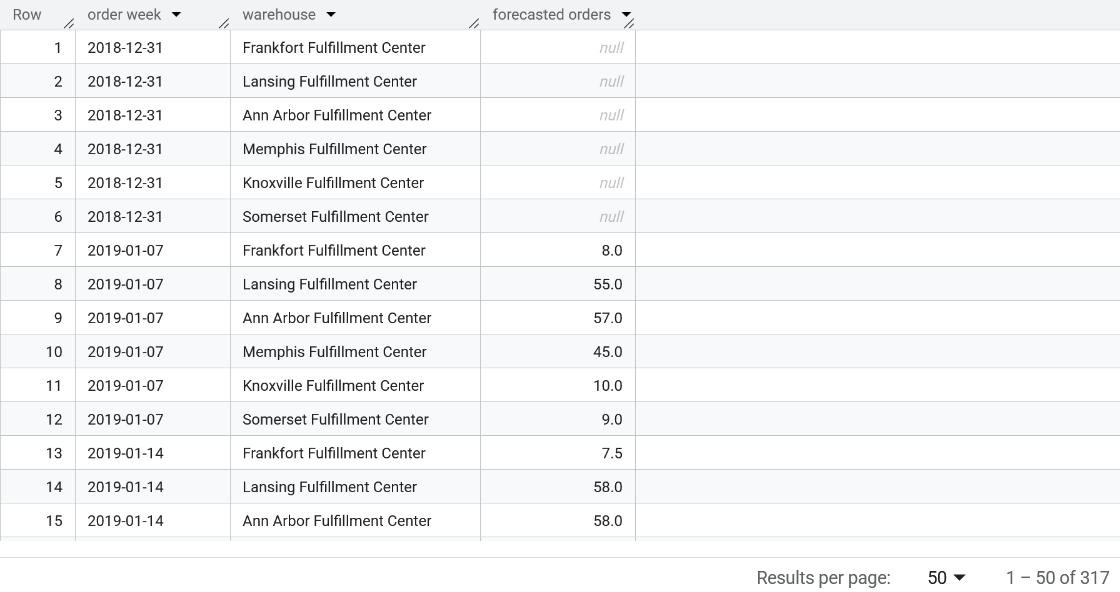 Row order week warehouse forecasted orders
1 2018-12-31 Frankfort Fulfillment Center null
2 2018-12-31 Lansing Fulfillment Center null
3 2018-12-31 Ann Arbor Fulfillment Center null
4 2018-12-31 Memphis Fulfillment Center null
5 2018-12-31 Knoxville Fulfillment Center null
6 2018-12-31 Somerset Fulfillment Center null
7 2019-01-07 Frankfort Fulfillment Center 8.0
8 2019-01-07 Lansing Fulfillment Center 55.0
9 2019-01-07 Ann Arbor Fulfillment Center 57.0
10 2019-01-07 Memphis Fulfillment Center 45.0
11 2019-01-07 Knoxville Fulfillment Center 10.0
12 2019-01-07 Somerset Fulfillment Center 9.0
13 2019-01-14 Frankfort Fulfillment Center 7.5
14 2019-01-14 Lansing Fulfillment Center 58.0
15 2019-01-14 Ann Arbor Fulfillment Center 58.0
Results per page: 50 1 – 50 of 317